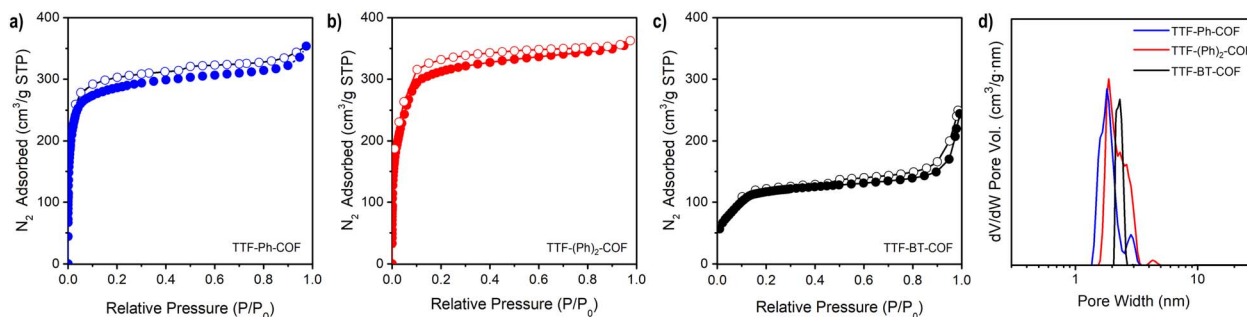 a)
N₂ Adsorbed (cm³/g STP)
400
300
200
100
0
0.0 0.2 0.4 0.6 0.8 1.0
TTF-Ph-COF
Relative Pressure (P/P₀)
b)
N₂ Adsorbed (cm³/g STP)
400
300
200
100
0
0.0 0.2 0.4 0.6 0.8 1.0
TTF-(Ph)₂-COF
Relative Pressure (P/P₀)
c)
N₂ Adsorbed (cm³/g STP)
400
300
200
100
0
0.0 0.2 0.4 0.6 0.8 1.0
TTF-BT-COF
Relative Pressure (P/P₀)
d)
dV/dW Pore Vol. (cm³/g·nm)
TTF-Ph-COF
TTF-(Ph)₂-COF
TTF-BT-COF
1 10
Pore Width (nm)